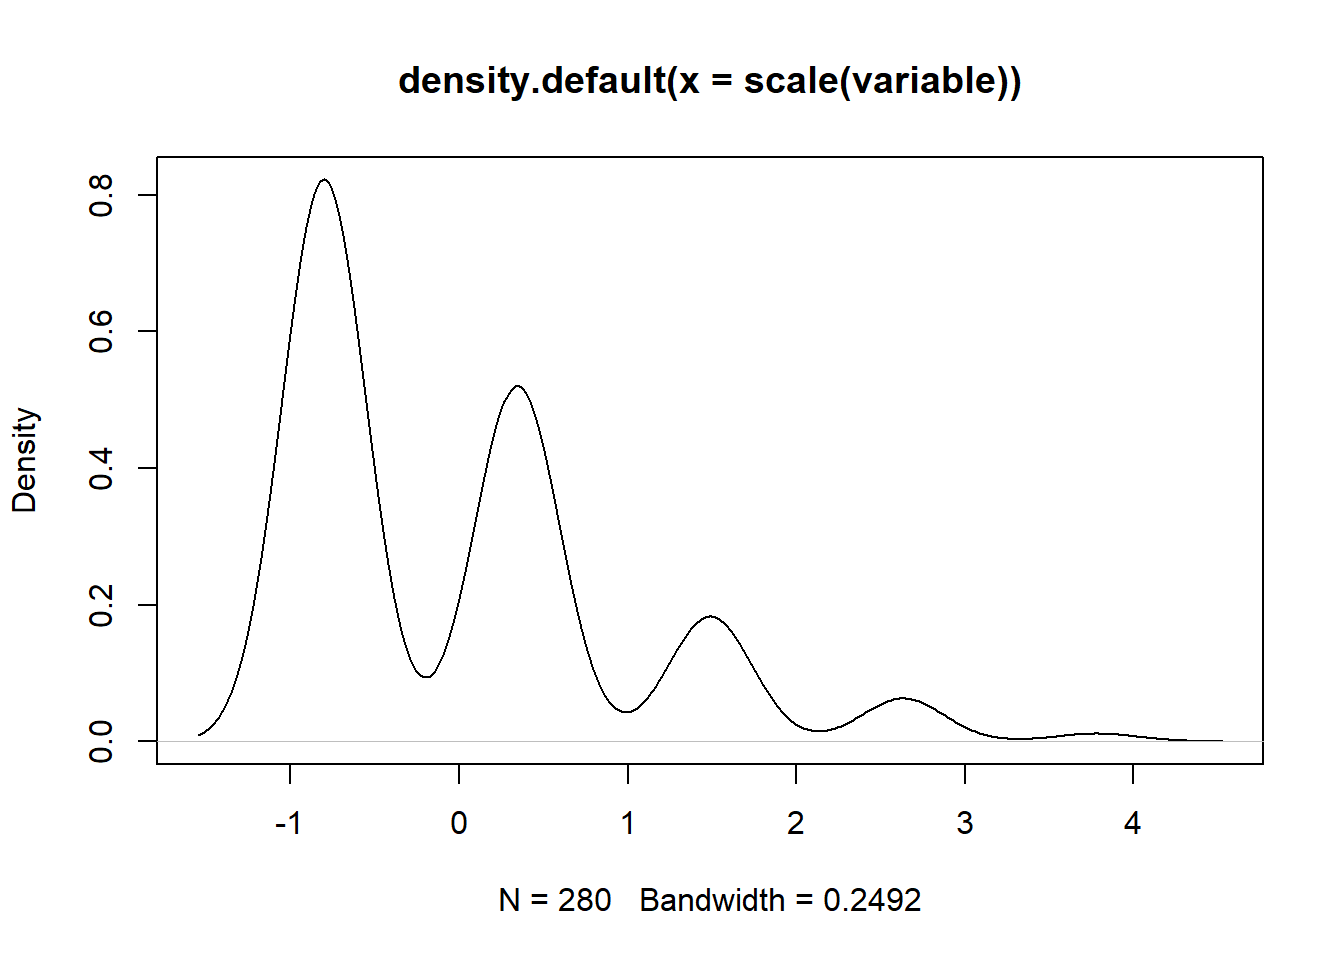 density.default(x = scale(variable))
Density
0.8
0.6
0.4
0.2
0.0
-1 0 1 2 3 4
N = 280 Bandwidth = 0.2492